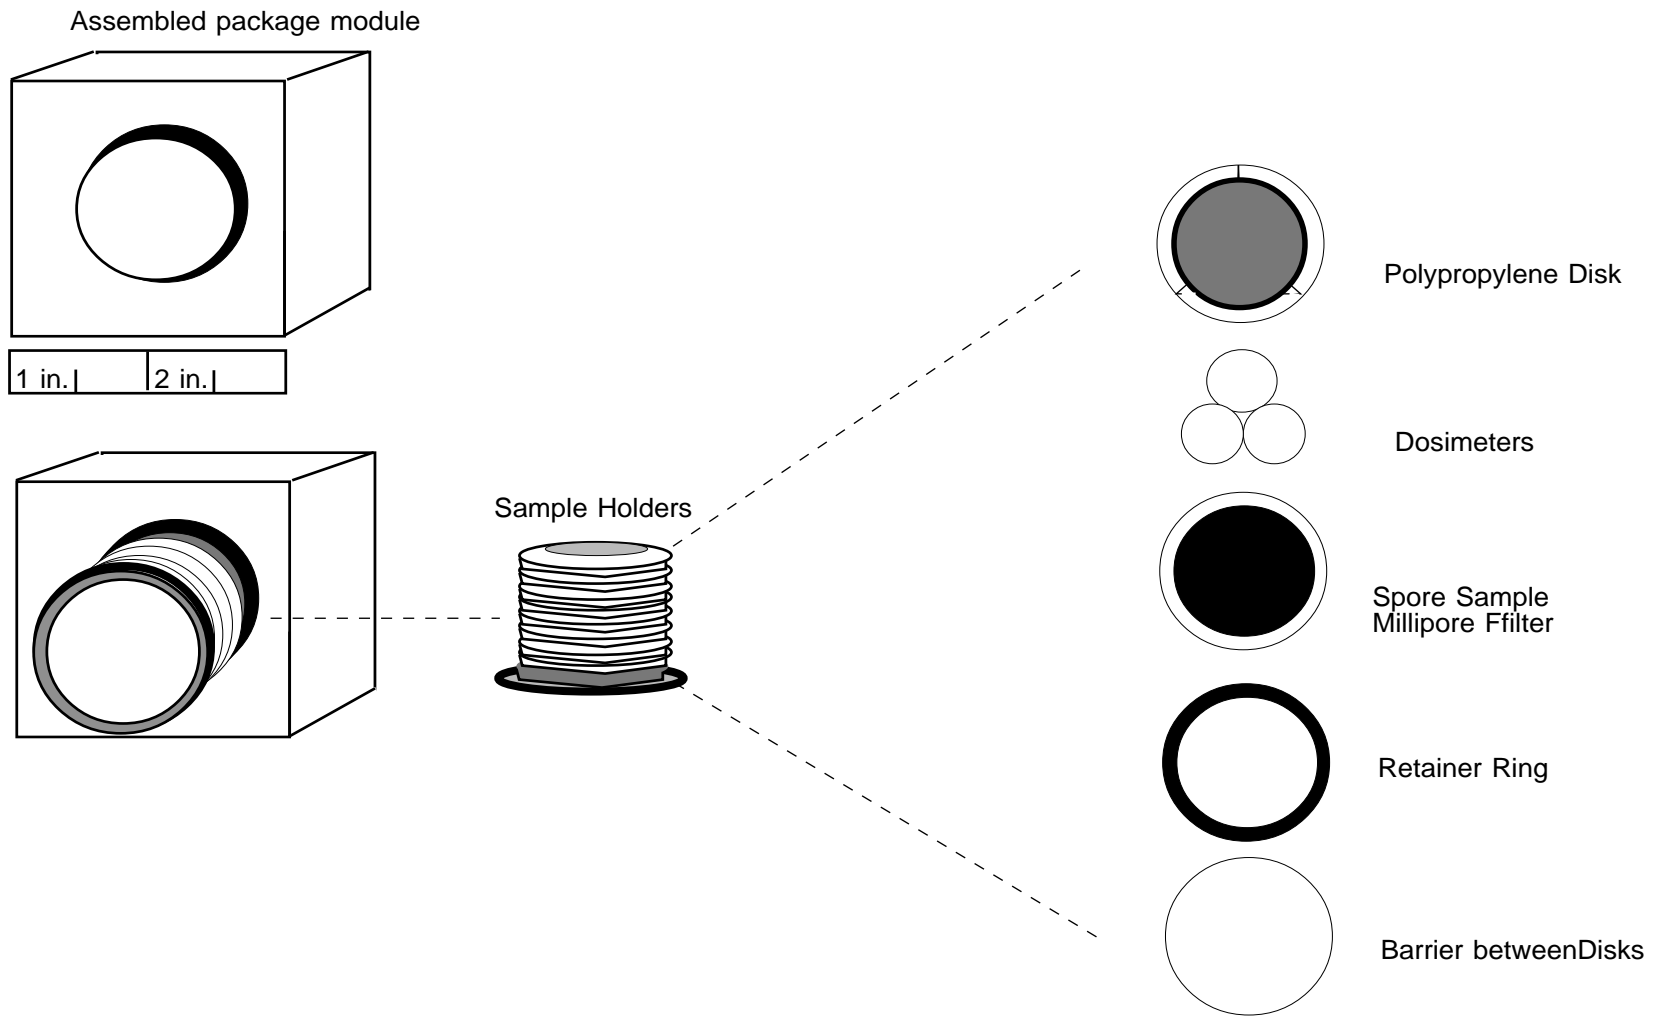 Assembled package module
1 in. 2 in.
Sample Holders
Polypropylene Disk
Dosimeters
Spore Sample
Millipore Ffilter
Retainer Ring
Barrier betweenDisks